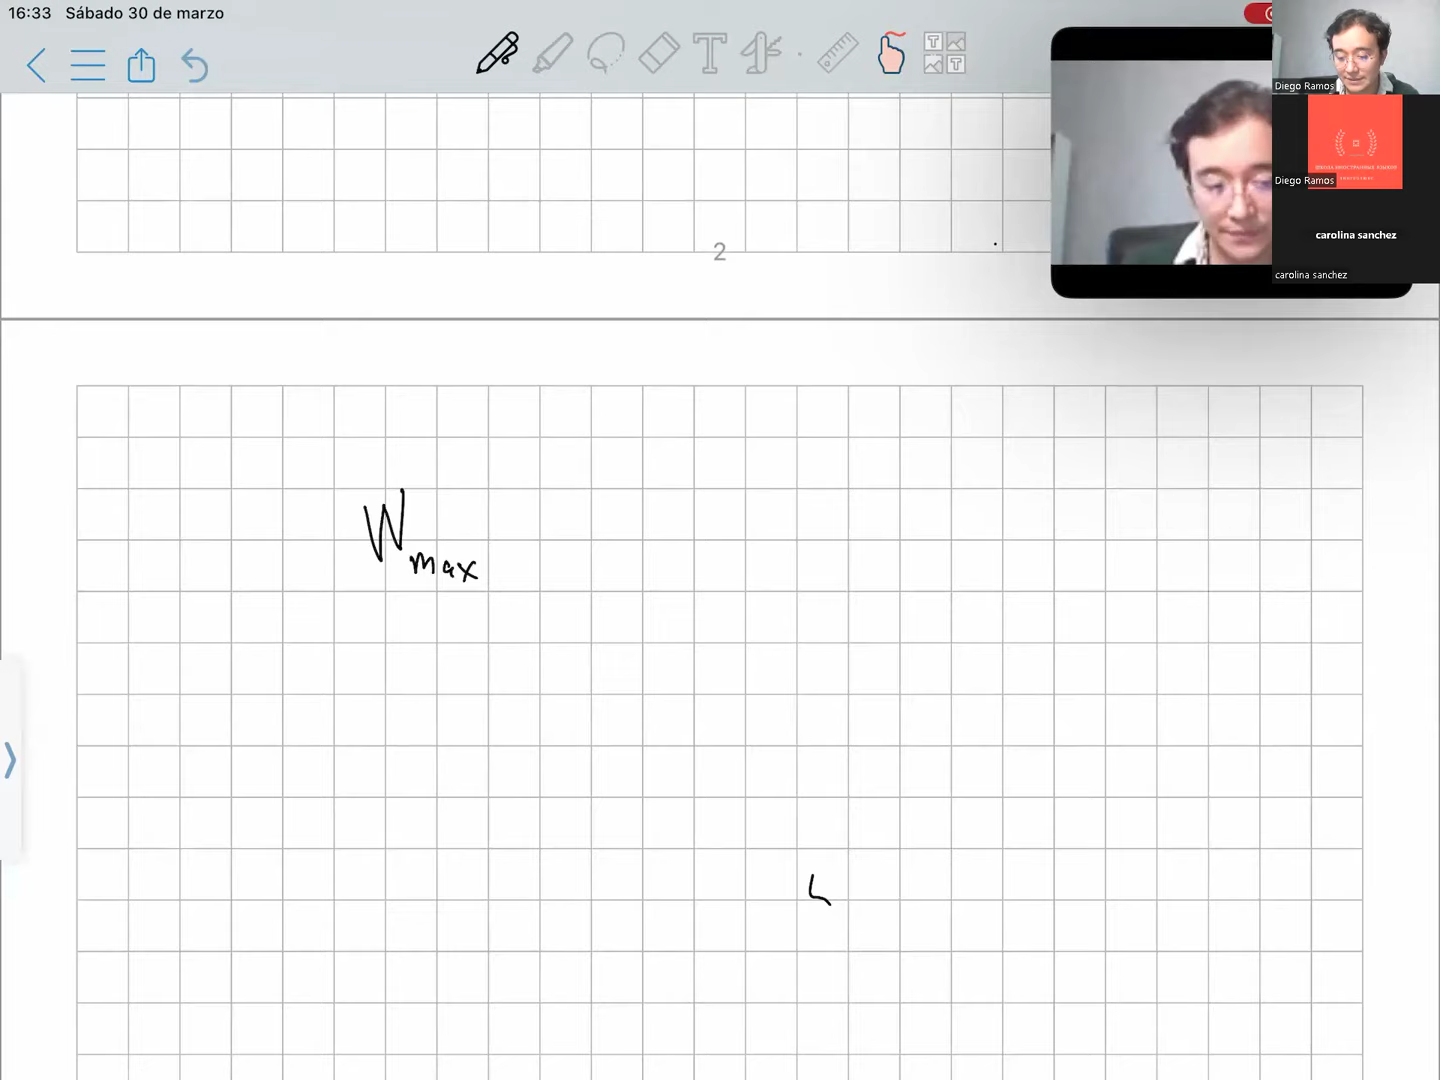 16:33 Sábado 30 de marzo
Diego Ramos
Diego Ramos
carolina sanchez
carolina sanchez
2
W max